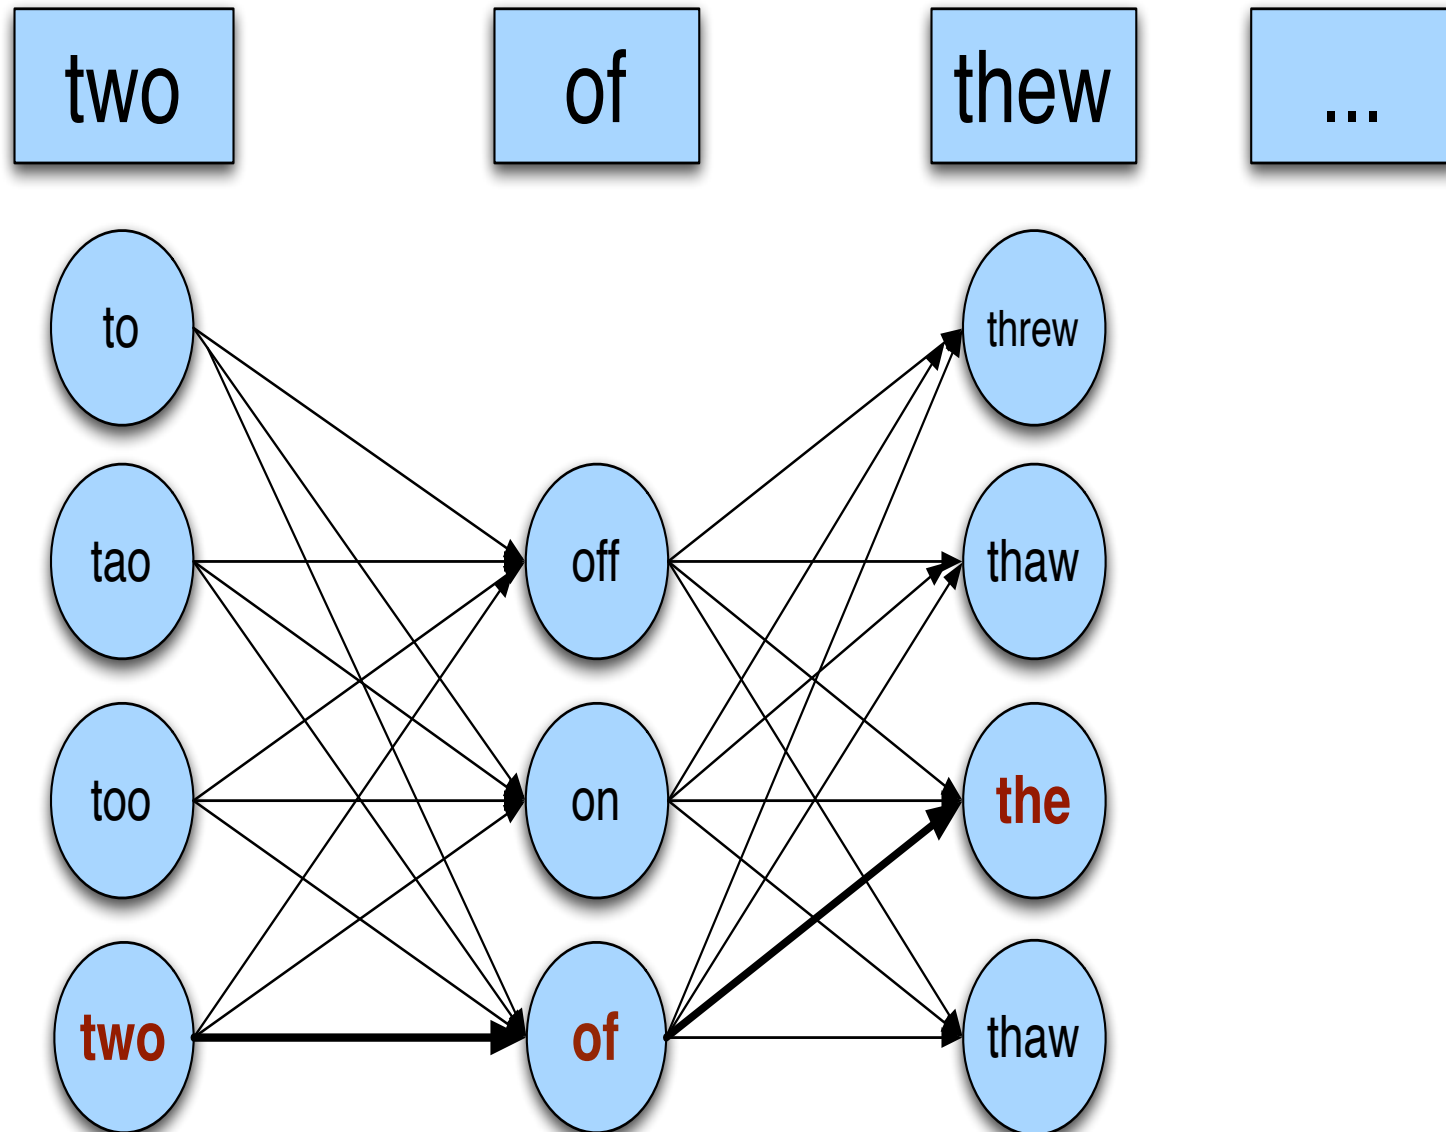 two of thew ...
to threw
tao off thaw
too on the
two of thaw